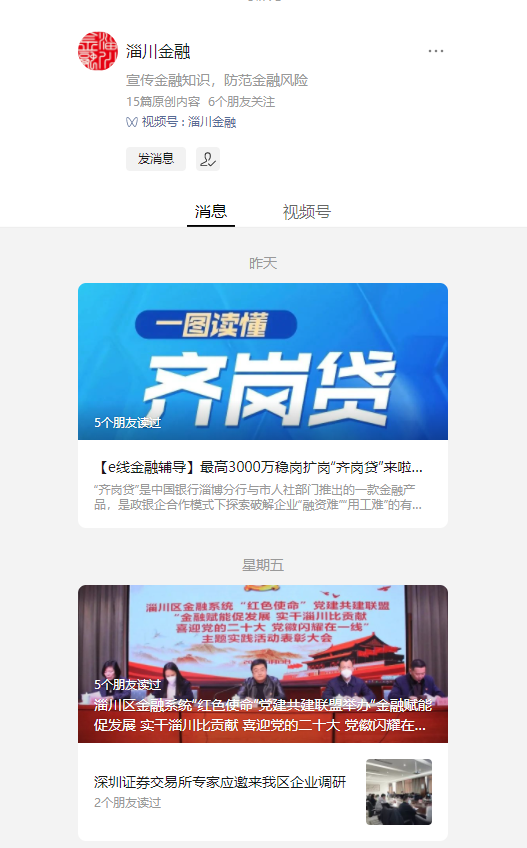 淄川金融
宣传金融知识，防范金融风险
15篇原创内容 6个朋友关注
视频号 : 淄川金融
发消息
消息
视频号
昨天
一图读懂
齐岗贷
5个朋友读过
【e线金融辅导】最高3000万稳岗扩岗“齐岗贷”来啦...
“齐岗贷”是中国银行淄博分行与市人社部门推出的一款金融产
品，是政银企合作模式下探索破解企业“融资难”“用工难”的有...
星期五
淄川区金融系统 “红色使命” 党建共建联盟
“金融赋能促发展 实干淄川比贡献
喜迎党的二十大 党徽闪耀在一线”
主题实践活动表彰大会
5个朋友读过
淄川区金融系统“红色使命”党建共建联盟举办“金融赋能
促发展 实干淄川比贡献 喜迎党的二十大 党徽闪耀在...
深圳证券交易所专家应邀来我区企业调研
2个朋友读过